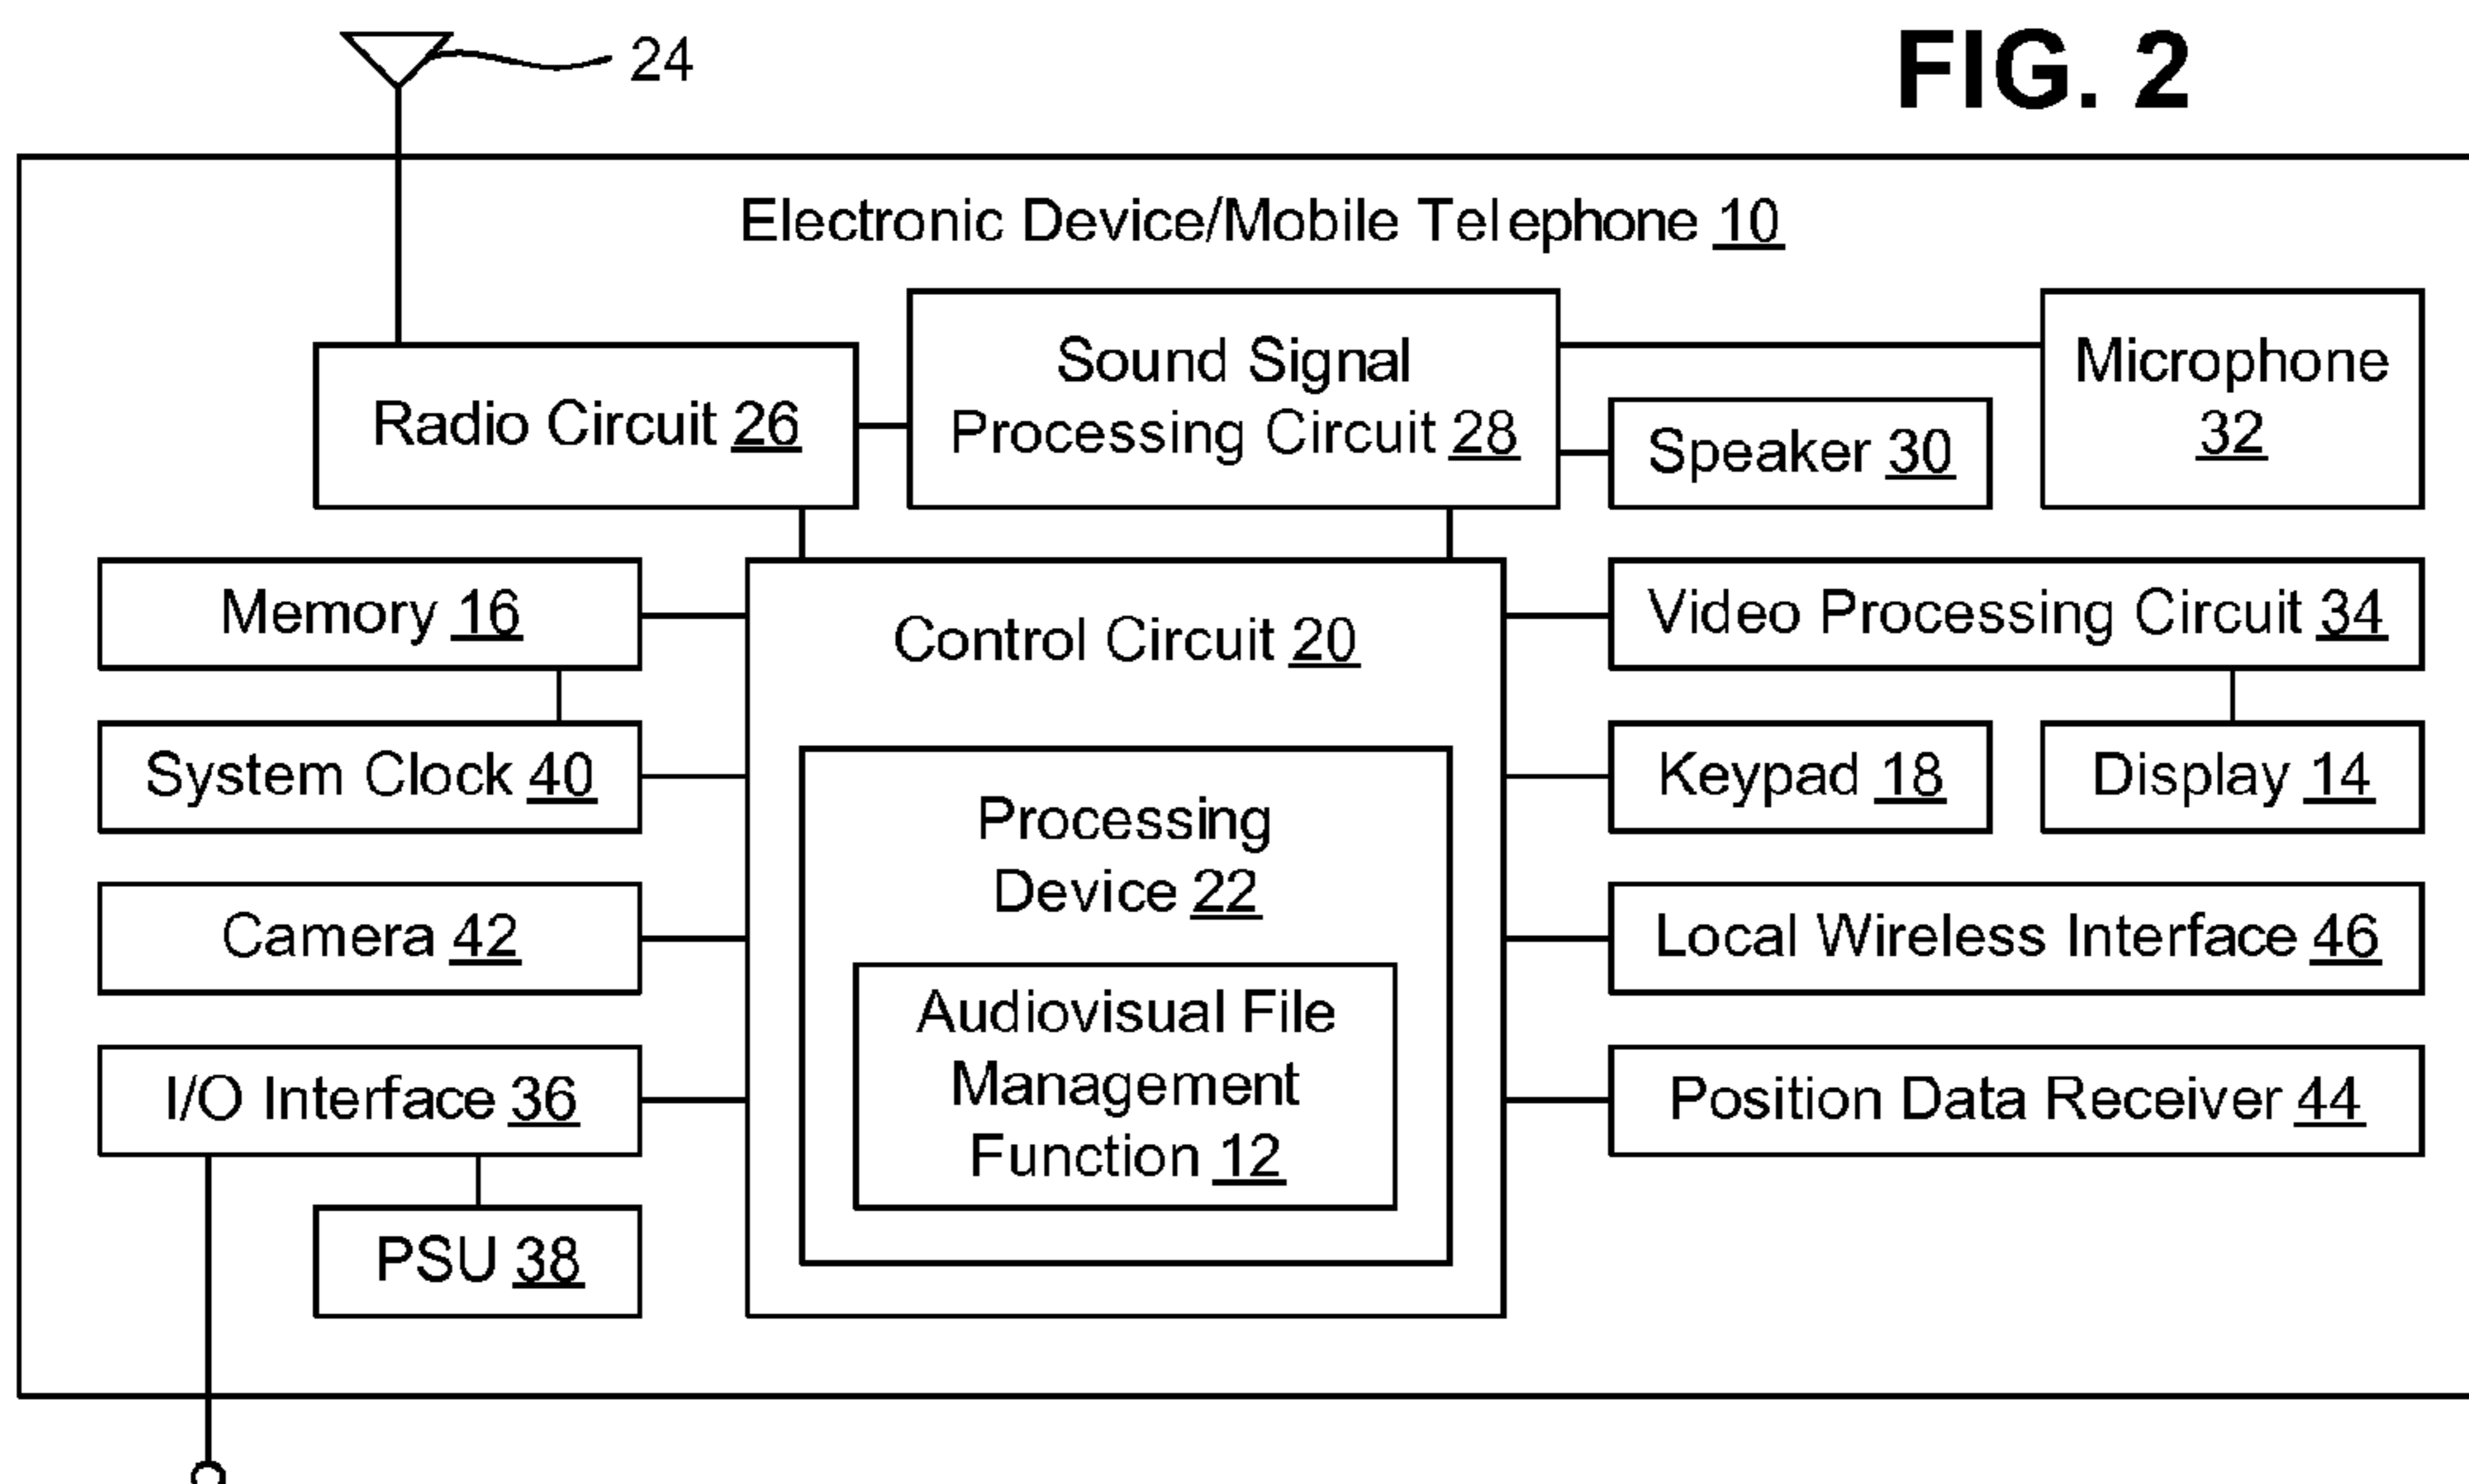 FIG. 2
24
Electronic Device/Mobile Telephone 10
Radio Circuit 26
Sound Signal
Processing Circuit 28
Microphone
32
Speaker 30
Memory 16
Control Circuit 20
Video Processing Circuit 34
System Clock 40
Keypad 18
Display 14
Processing
Device 22
Camera 42
Local Wireless Interface 46
Audiovisual File
Management
Function 12
I/O Interface 36
Position Data Receiver 44
PSU 38